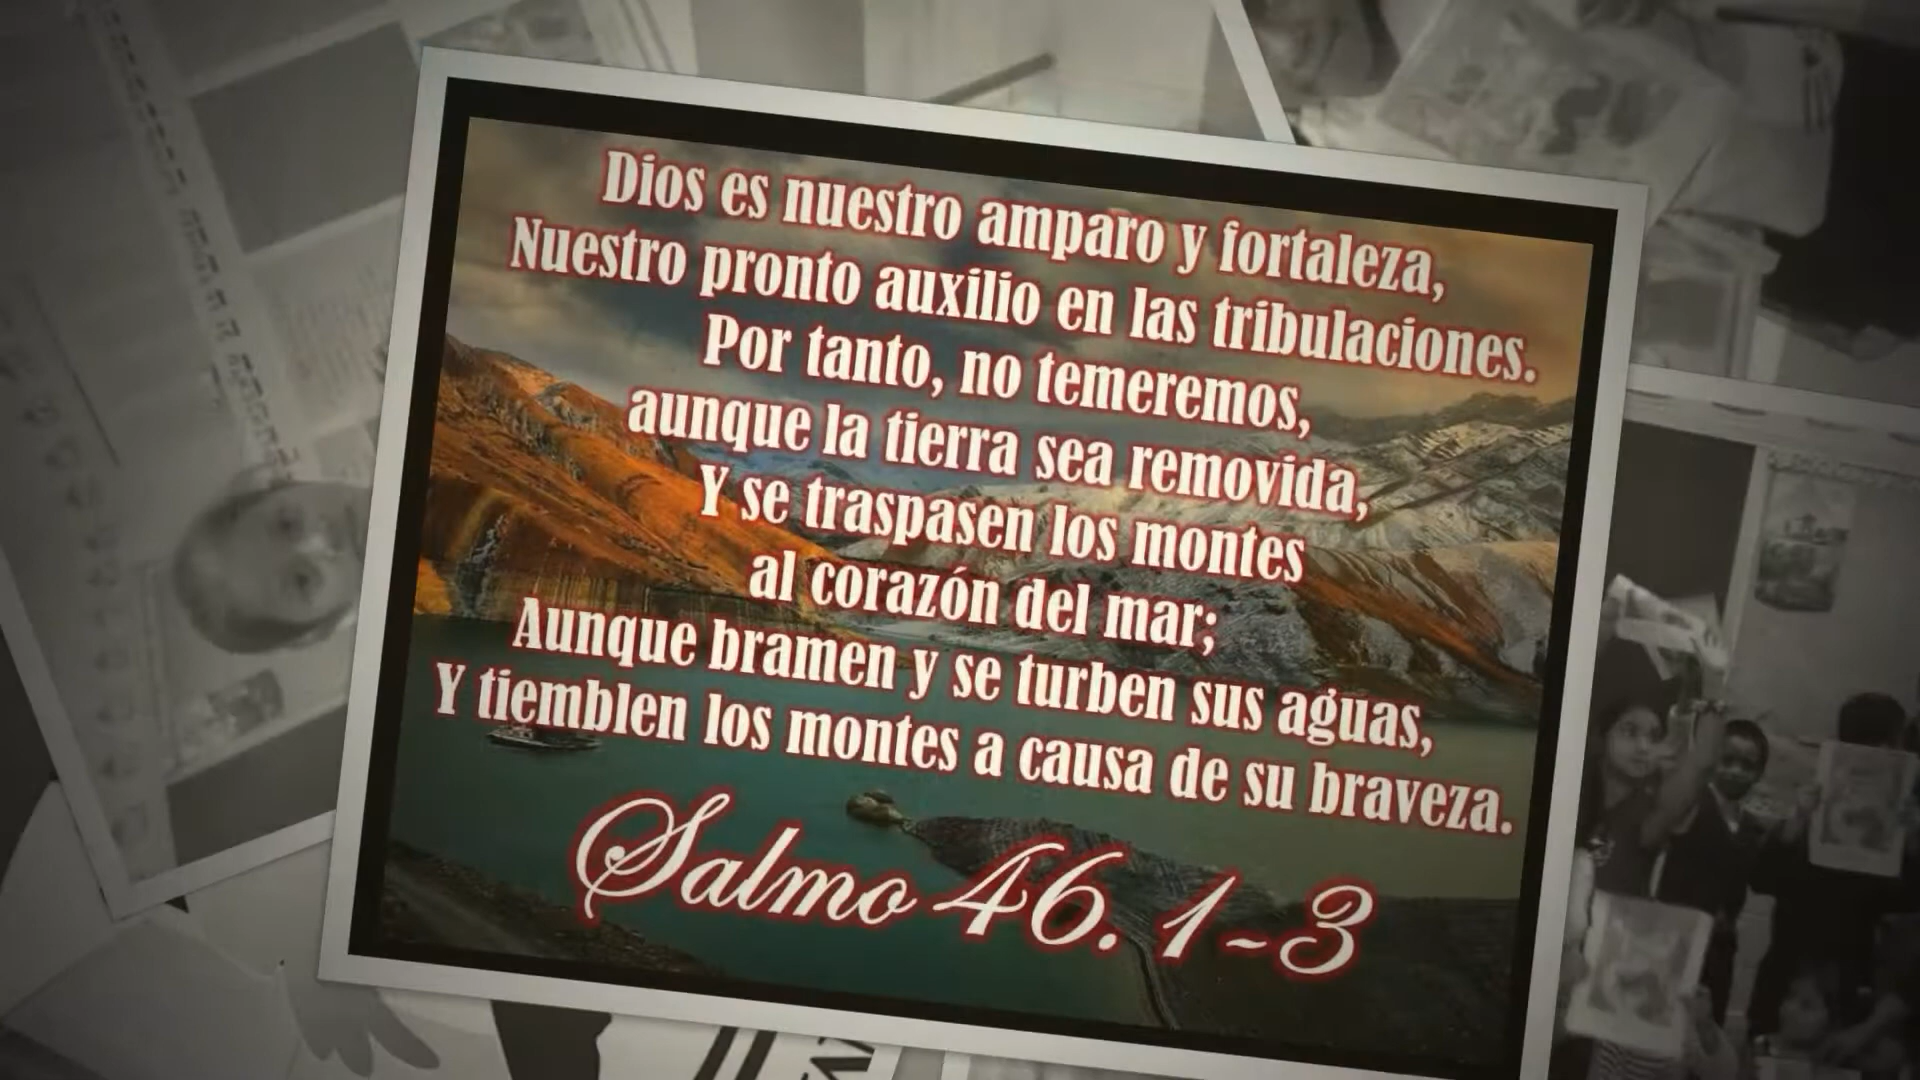 Dios es nuestro amparo y fortaleza,
Nuestro pronto auxilio en las tribulaciones.
Por tanto, no temeremos,
aunque la tierra sea removida,
Y se traspasen los montes
al corazón del mar;
Aunque bramen y se turben sus aguas,
Y tiemblen los montes a causa de su braveza.
Salmo 46. 1-3